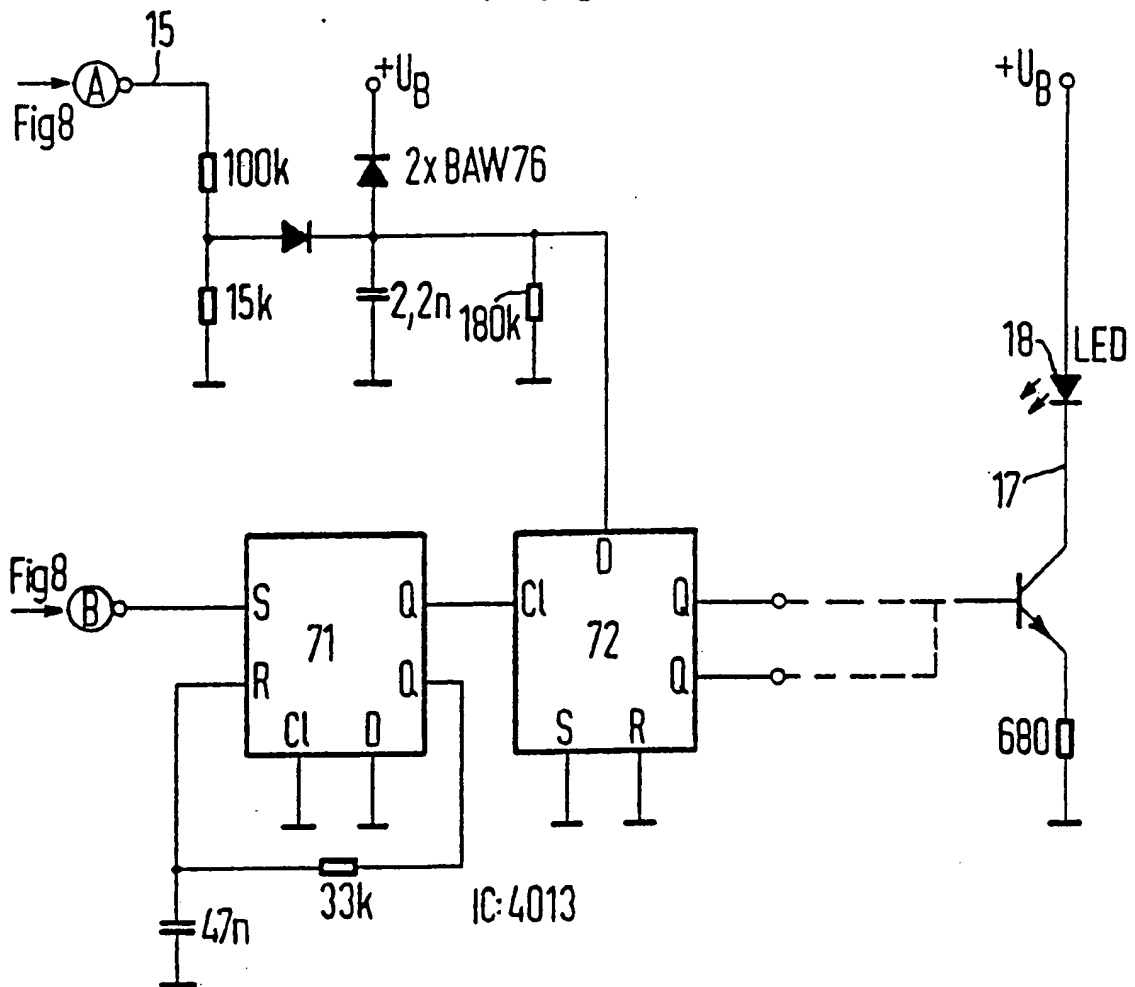 15
+U_B
+U_B
A
Fig8
100k
2x BAW76
15k
2,2n
180k
18
LED
17
Fig8
B
S
Q
Cl
D
Q
71
72
R
Q
Q
Cl
D
S
R
680
33k
IC:4013
47n